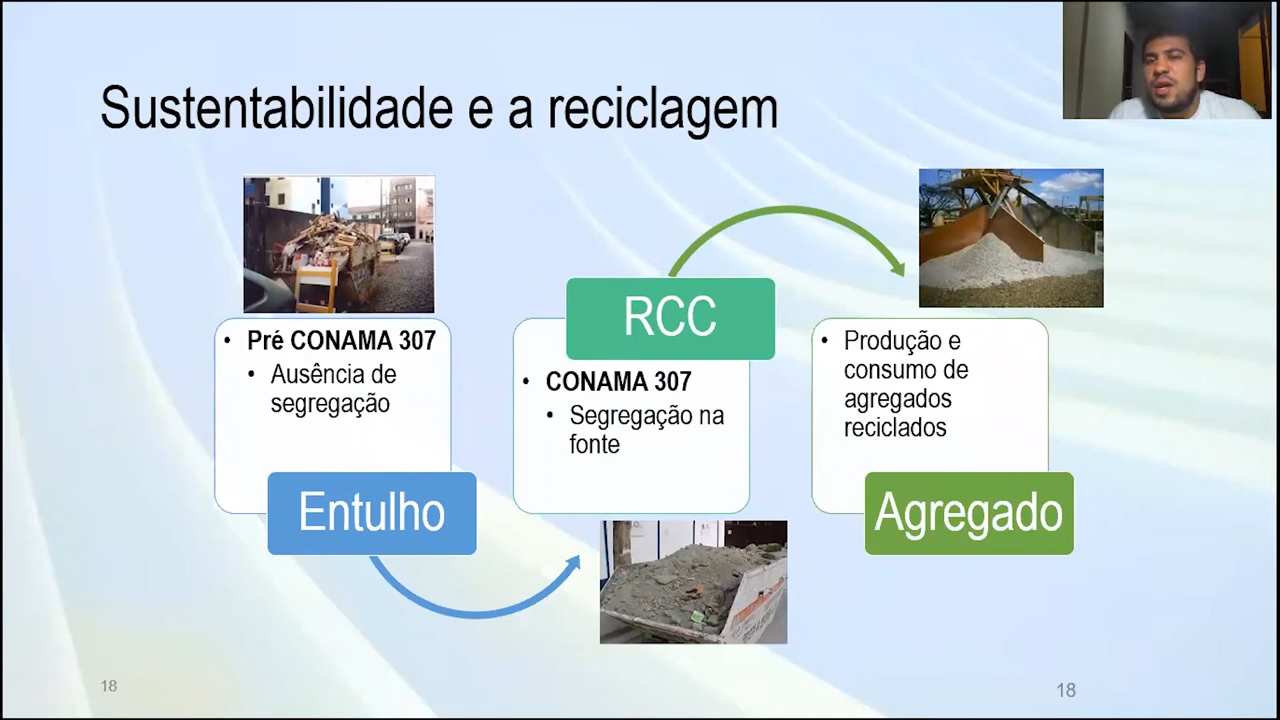 Sustentabilidade e a reciclagem
• Pré CONAMA 307
• Ausência de
segregação
Entulho
RCC
• CONAMA 307
• Segregação na
fonte
• Produção e
consumo de
agregados
reciclados
Agregado
18
18